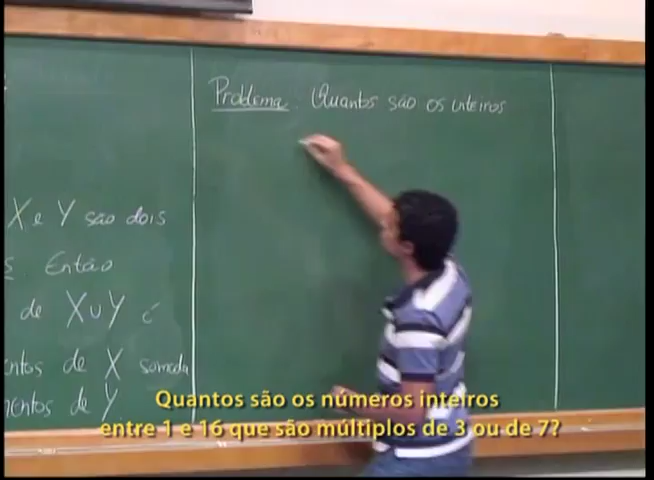 Problema. Quantos são os inteiros
X e Y são dois
Então
de X∪Y é
entos de X somada
mentos de Y
Quantos são os números inteiros
entre 1 e 16 que são múltiplos de 3 ou de 7?